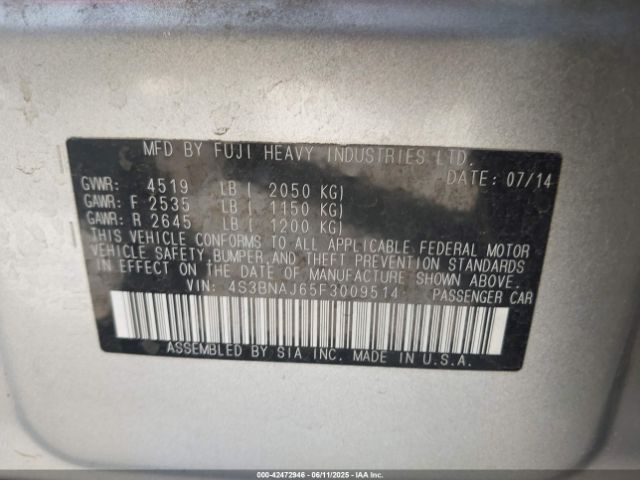 MFD BY FUJI HEAVY INDUSTRIES LTD.
DATE: 07/14
GVWR: 4519 LB ( 2050 KG)
GAWR: F 2535 LB ( 1150 KG)
GAWR: R 2645 LB ( 1200 KG)
THIS VEHICLE CONFORMS TO ALL APPLICABLE FEDERAL MOTOR
VEHICLE SAFETY, BUMPER, AND THEFT PREVENTION STANDARDS
IN EFFECT ON THE DATE OF MANUFACTURE SHOWN ABOVE.
VIN: 4S3BNAJ65F3009514 PASSENGER CAR
ASSEMBLED BY SIA INC. MADE IN U.S.A.
000-42472946 - 06/11/2025 - IAA Inc.